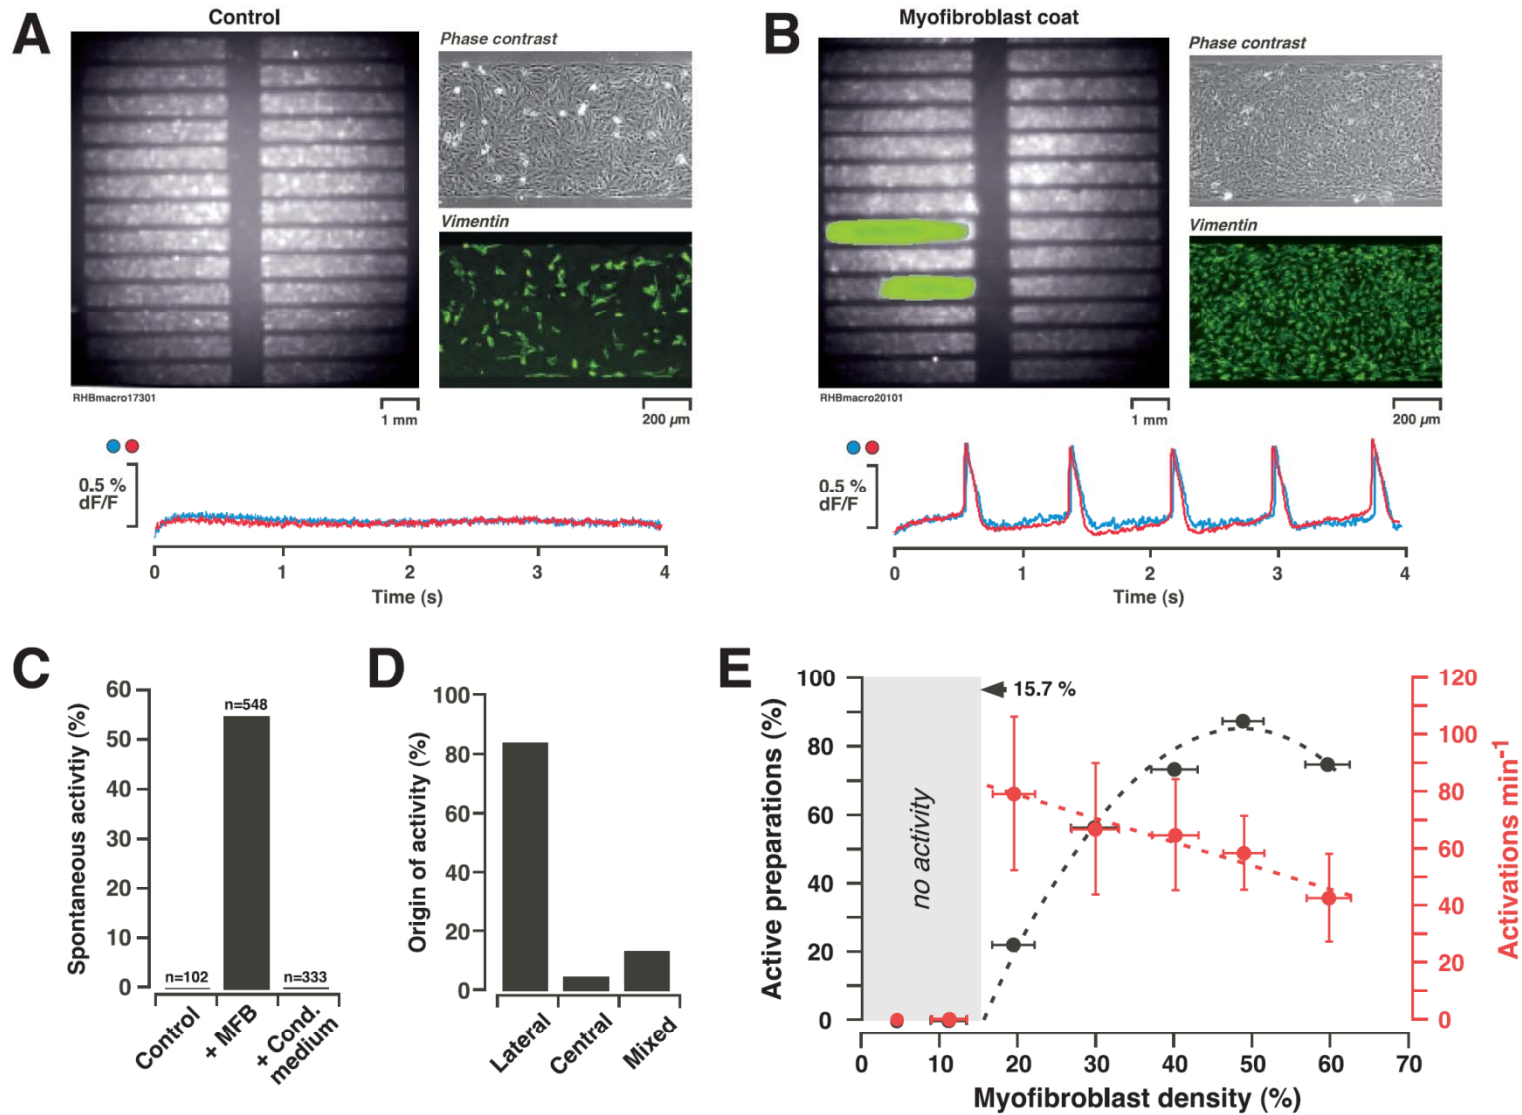 A
Control
Phase contrast
Vimentin
RHBmacro17301
1 mm
200 µm
0.5 %
dF/F
0
1
2
3
4
Time (s)
B
Myofibroblast coat
Phase contrast
Vimentin
RHBmacro20101
1 mm
200 µm
0.5 %
dF/F
0
1
2
3
4
Time (s)
C
Spontaneous activtiy (%)
60
50
40
30
20
10
0
n=102
n=548
n=333
Control
+ MFB
+ Cond.
medium
D
Origin of activity (%)
100
80
60
40
20
0
Lateral
Central
Mixed
E
Active preparations (%)
100
80
60
40
20
0
no activity
15.7 %
120
100
80
60
40
20
0
Activations min-1
0
10
20
30
40
50
60
70
Myofibroblast density (%)